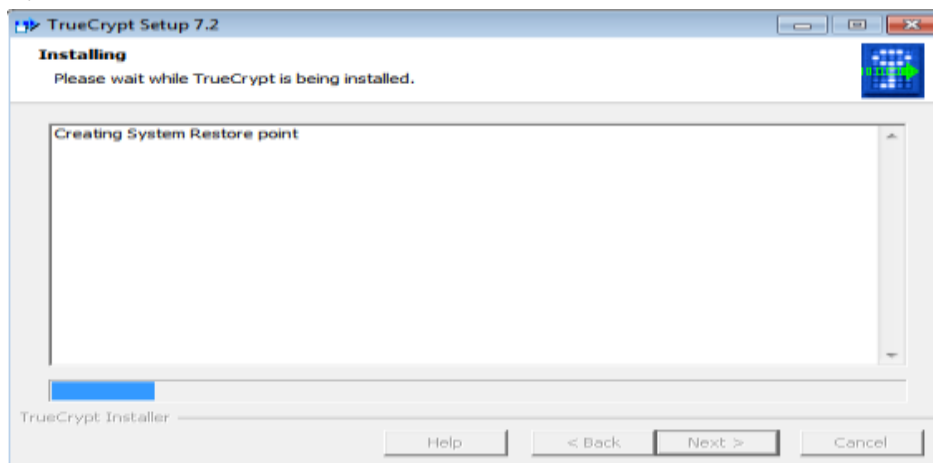 TrueCrypt Setup 7.2
Installing
Please wait while TrueCrypt is being installed.
Creating System Restore point
TrueCrypt Installer
Help
< Back
Next >
Cancel